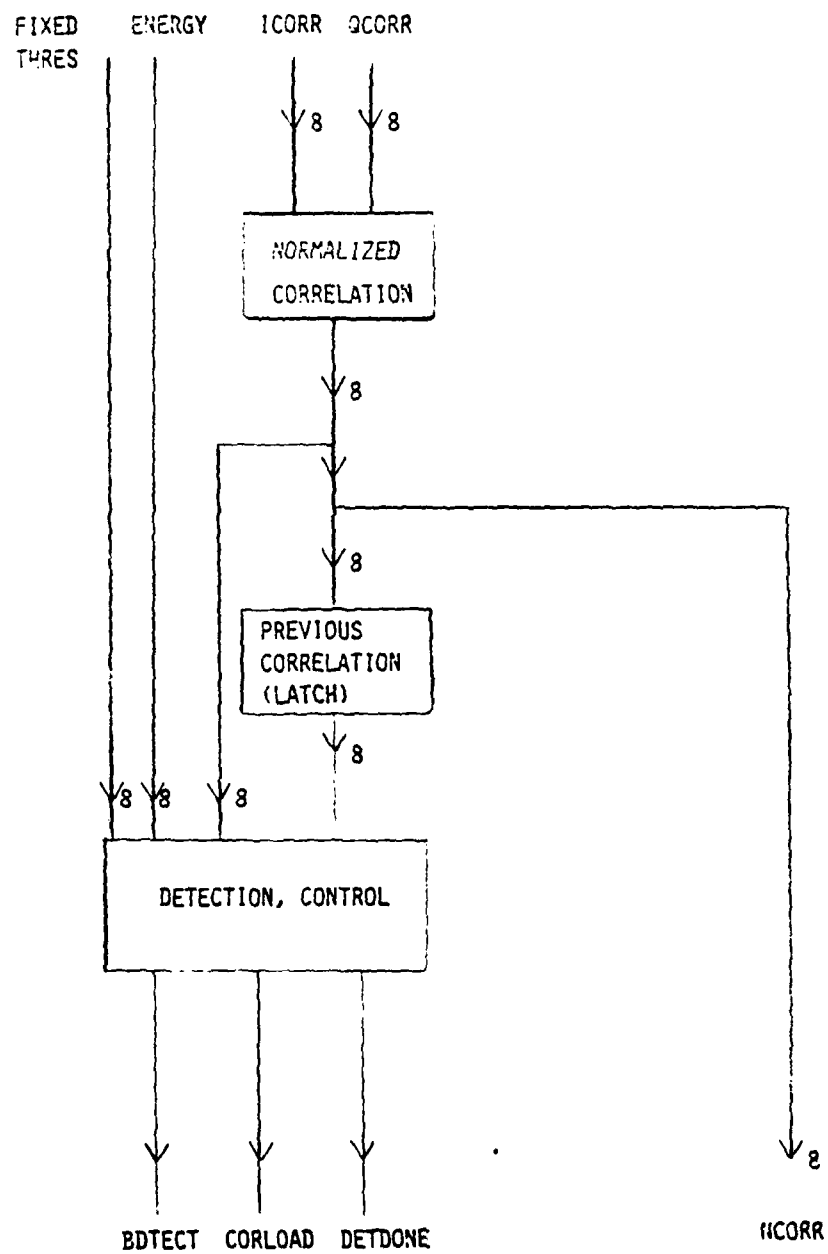 FIXED ENERGY ICORR QCORR
THRES
8 8
NORMALIZED
CORRELATION
8
8
PREVIOUS
CORRELATION
(LATCH)
8
8 8 8
DETECTION, CONTROL
8
BDTECT CORLOAD DETDONE NCORR